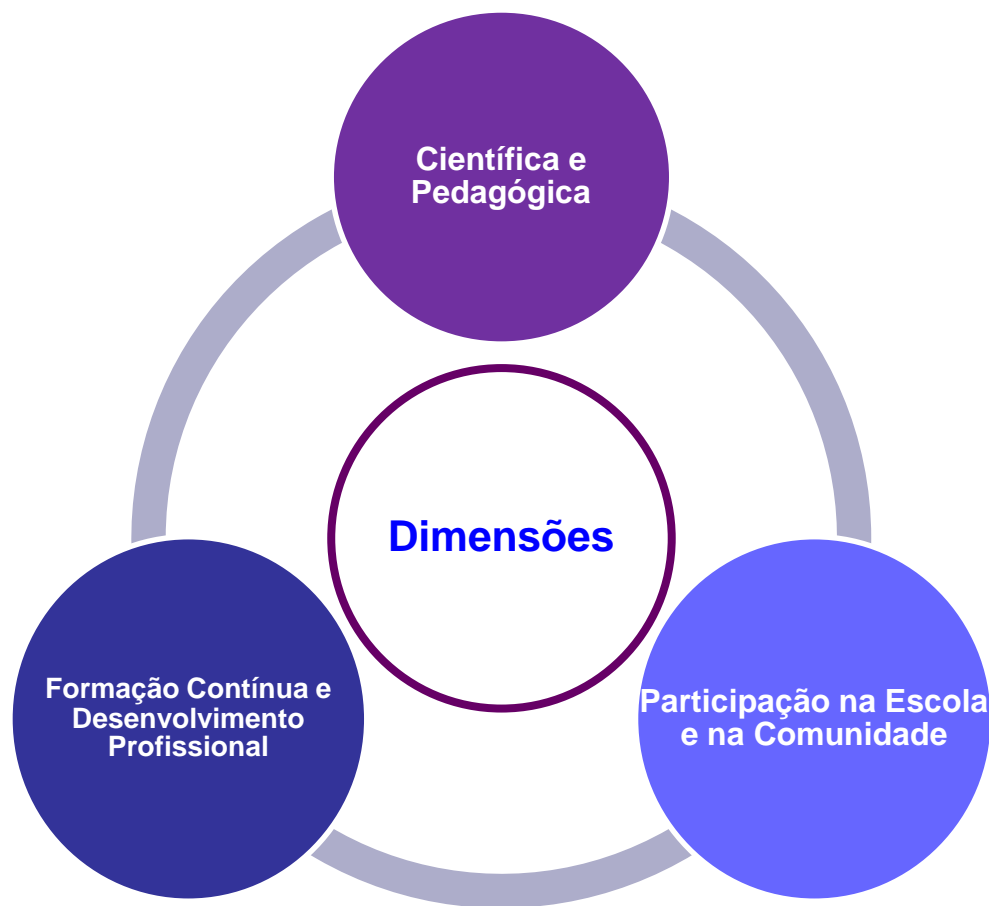 Científica e
Pedagógica
Dimensões
Formação Contínua e
Desenvolvimento
Profissional
Participação na Escola
e na Comunidade